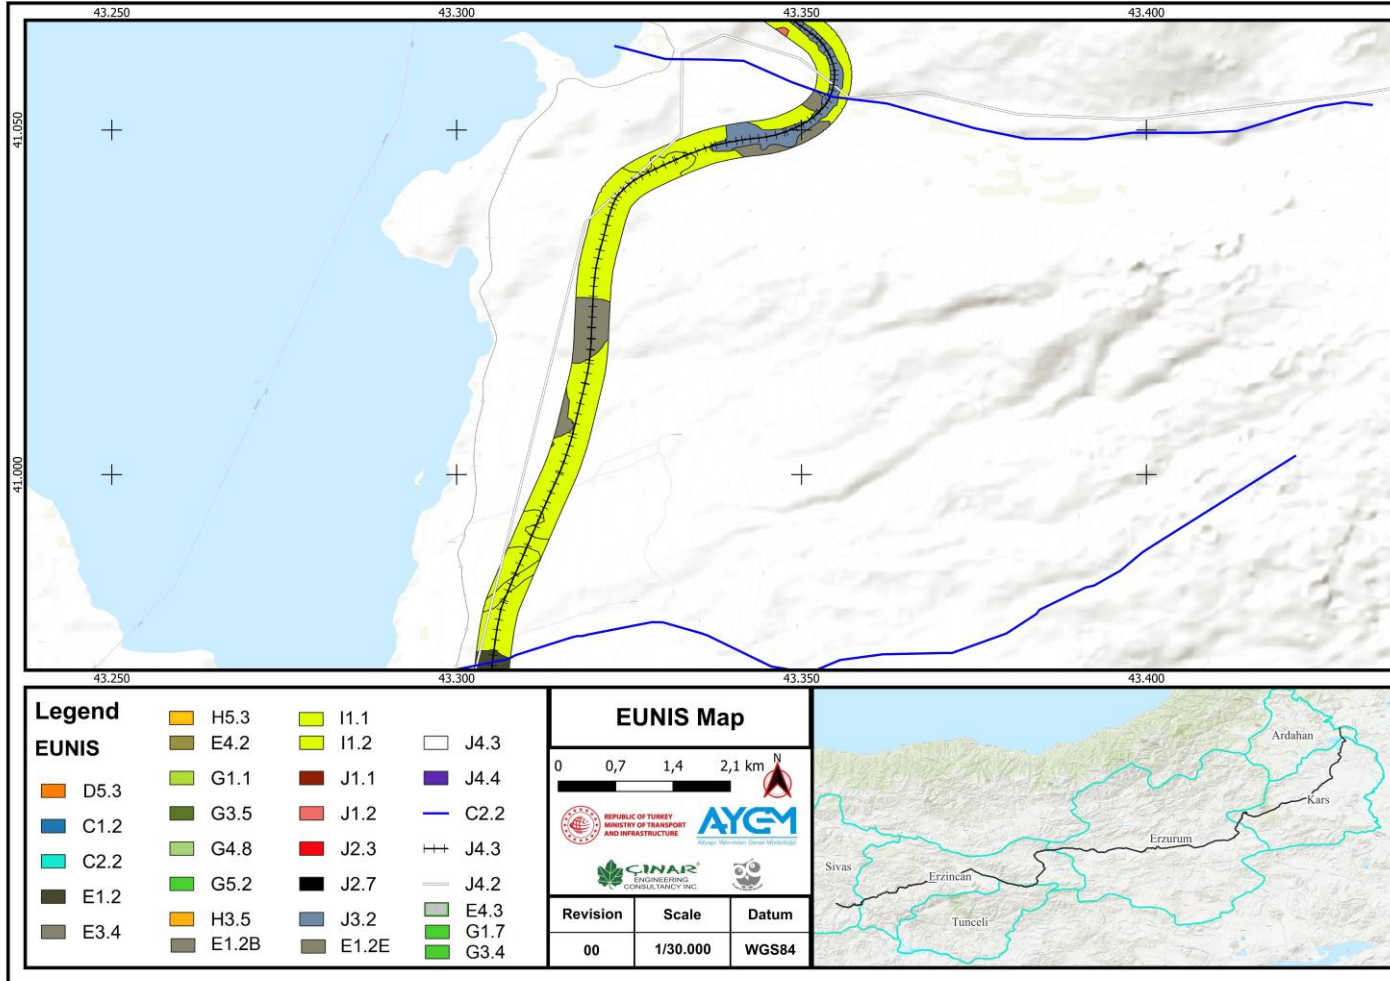 43.250 43.300 43.350 43.400
41.050
41.000
43.250 43.300 43.350 43.400
Legend
EUNIS
D5.3
C1.2
C2.2
E1.2
E3.4
H5.3
E4.2
G1.1
G3.5
G4.8
G5.2
H3.5
E1.2B
I1.1
I1.2
J1.1
J1.2
J2.3
J2.7
J3.2
E1.2E
J4.3
J4.4
C2.2
J4.3
J4.2
E4.3
G1.7
G3.4
EUNIS Map
0 0,7 1,4 2,1 km
N
REPUBLIC OF TURKEY
MINISTRY OF TRANSPORT
AND INFRASTRUCTURE
AYGM
Altyapı Yatırımları Genel Müdürlüğü
ÇINAR
ENGINEERING
CONSULTANCY INC.
Revision Scale Datum
00 1/30.000 WGS84
Ardahan
Kars
Erzurum
Sivas
Erzincan
Tunceli